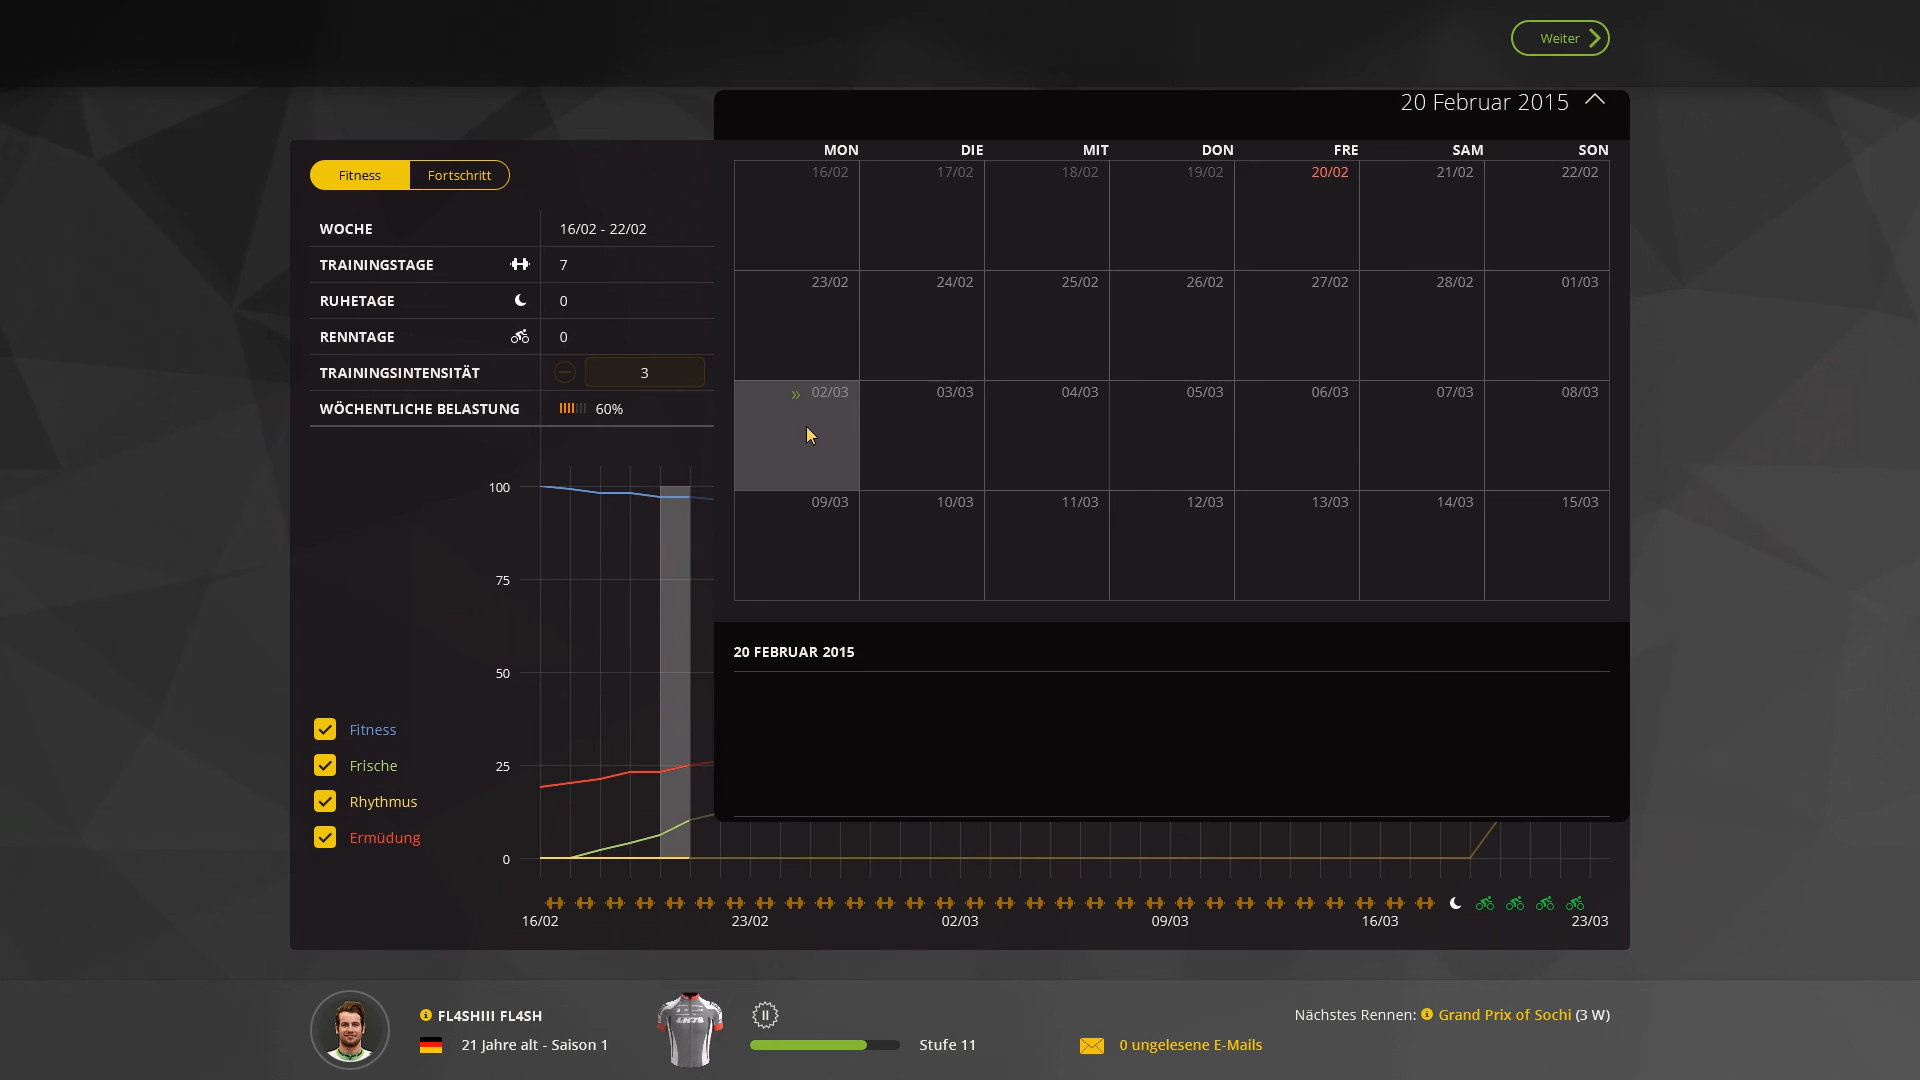 Weiter
20 Februar 2015
MON DIE MIT DON FRE SAM SON
16/02 17/02 18/02 19/02 20/02 21/02 22/02
23/02 24/02 25/02 26/02 27/02 28/02 01/03
» 02/03 03/03 04/03 05/03 06/03 07/03 08/03
09/03 10/03 11/03 12/03 13/03 14/03 15/03
20 FEBRUAR 2015
Fitness Fortschritt
WOCHE 16/02 - 22/02
TRAININGSTAGE 7
RUHETAGE 0
RENNTAGE 0
TRAININGSINTENSITÄT 3
WÖCHENTLICHE BELASTUNG 60%
100
75
50
25
0
Fitness
Frische
Rhythmus
Ermüdung
16/02 23/02 02/03 09/03 16/03 23/03
FL4SHIII FL4SH
21 Jahre alt - Saison 1
Stufe 11
0 ungelesene E-Mails
Nächstes Rennen: Grand Prix of Sochi (3 W)